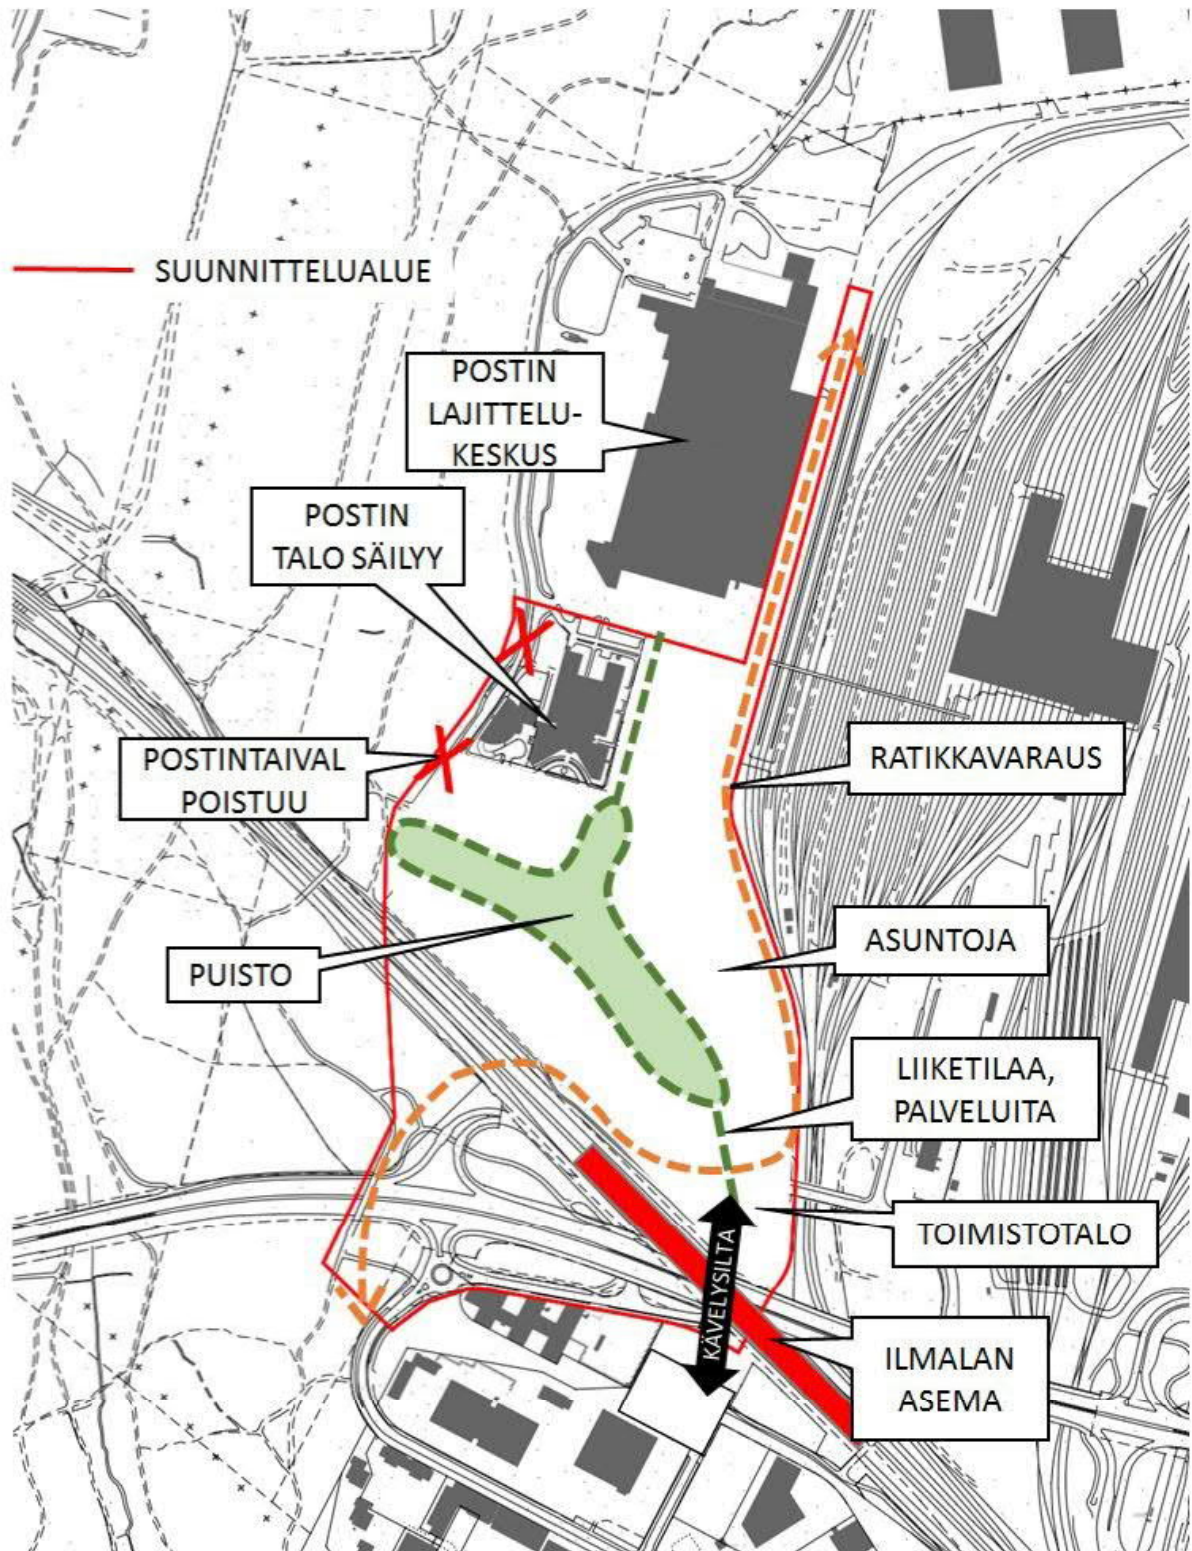 SUUNNITTELUALUE
POSTIN
LAJITTELU-
KESKUS
POSTIN
TALO SÄILYY
POSTINTAIVAL
POISTUU
RATIKKAVARAUS
ASUNTOJA
PUISTO
LIIKETILAA,
PALVELUITA
TOIMISTOTALO
KÄVELYSILTA
ILMALAN
ASEMA